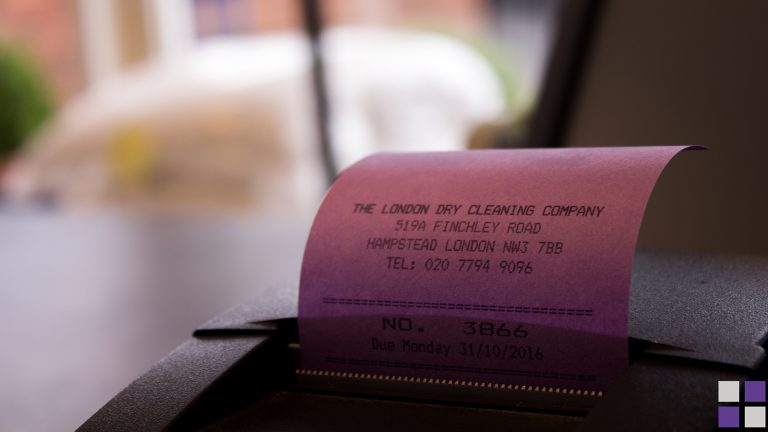 THE LONDON DRY CLEANING COMPANY
519A FINCHLEY ROAD
HAMPSTEAD LONDON NW3 7BB
TEL: 020 7794 9096
NO. 3866
Due Monday 31/10/2016